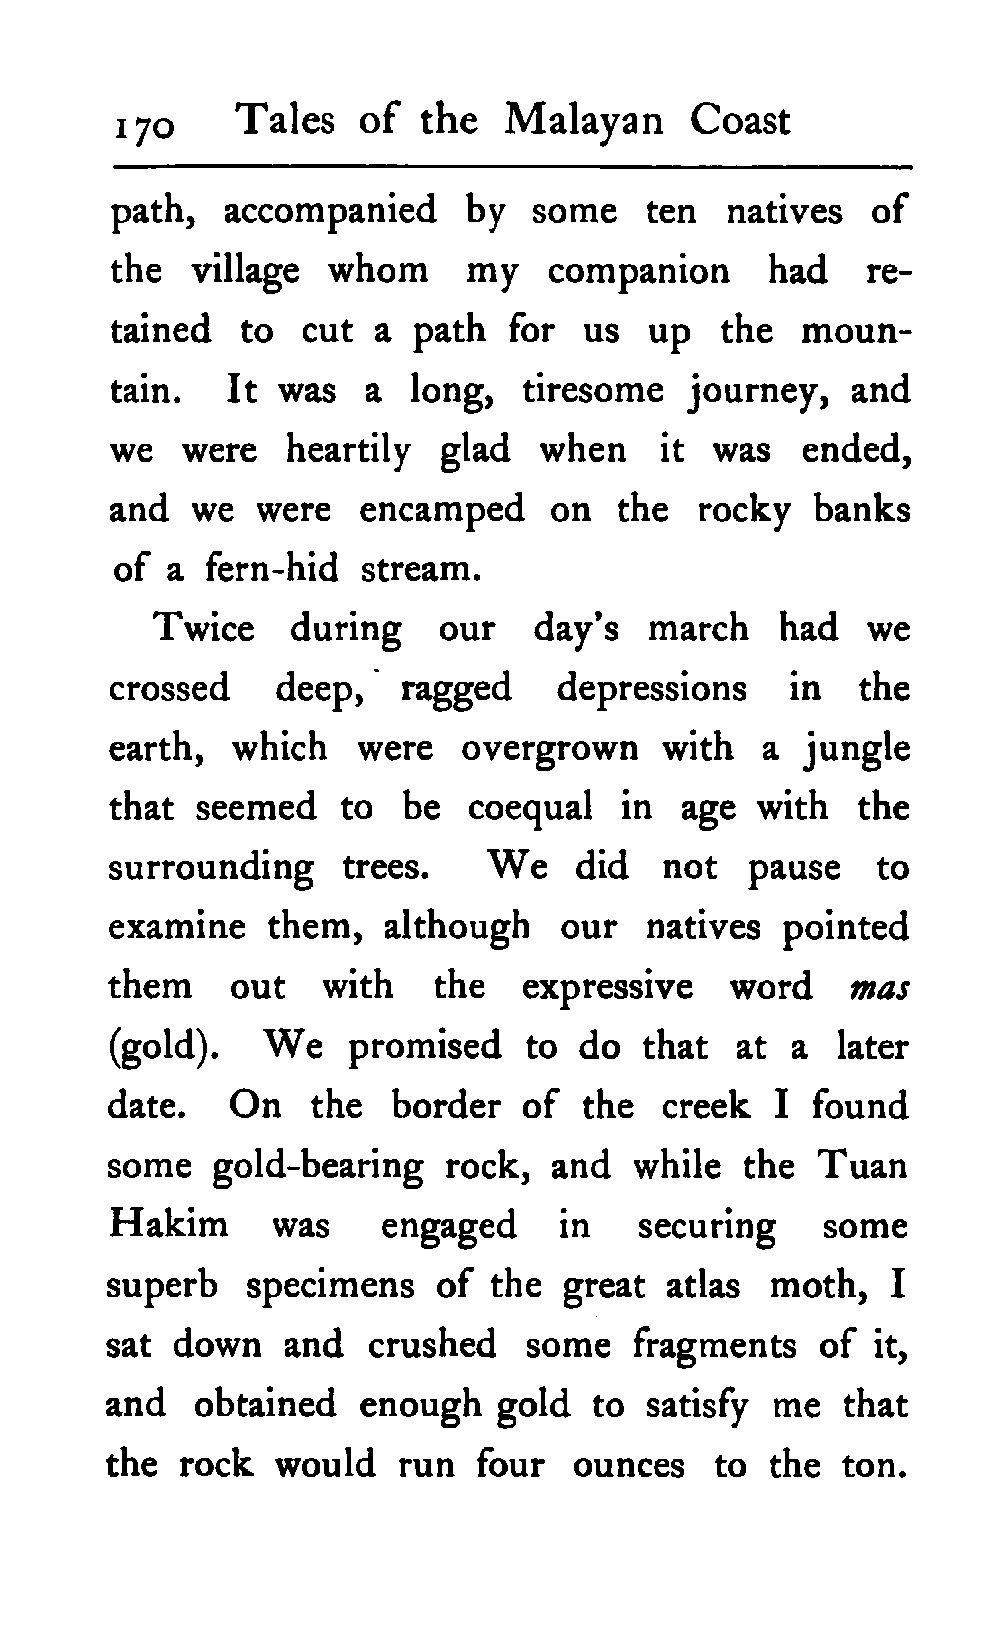 170 Tales of the Malayan Coast
path, accompanied by some ten natives of
the village whom my companion had re-
tained to cut a path for us up the moun-
tain. It was a long, tiresome journey, and
we were heartily glad when it was ended,
and we were encamped on the rocky banks
of a fern-hid stream.
Twice during our day's march had we
crossed deep, ragged depressions in the
earth, which were overgrown with a jungle
that seemed to be coequal in age with the
surrounding trees. We did not pause to
examine them, although our natives pointed
them out with the expressive word mas
(gold). We promised to do that at a later
date. On the border of the creek I found
some gold-bearing rock, and while the Tuan
Hakim was engaged in securing some
superb specimens of the great atlas moth, I
sat down and crushed some fragments of it,
and obtained enough gold to satisfy me that
the rock would run four ounces to the ton.